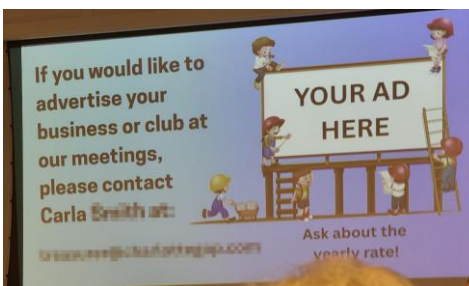 If you would like to
advertise your
business or club at
our meetings,
please contact
Carla
YOUR AD
HERE
Ask about the
yearly rate!